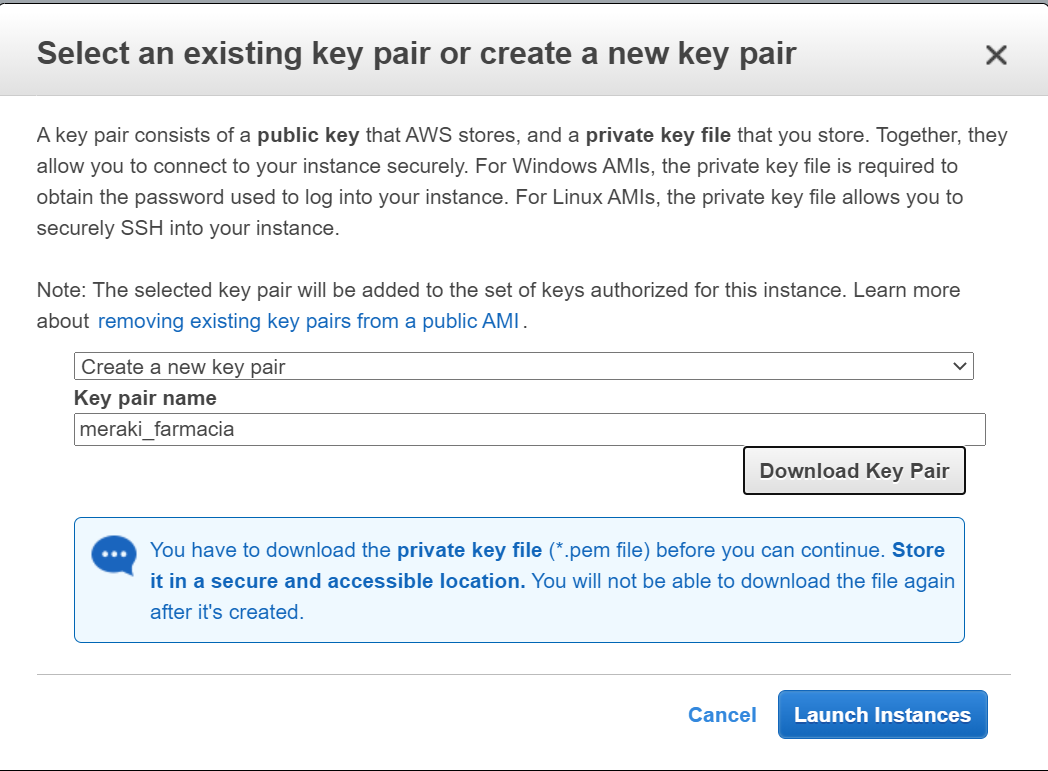 Select an existing key pair or create a new key pair
A key pair consists of a public key that AWS stores, and a private key file that you store. Together, they
allow you to connect to your instance securely. For Windows AMIs, the private key file is required to
obtain the password used to log into your instance. For Linux AMIs, the private key file allows you to
securely SSH into your instance.
Note: The selected key pair will be added to the set of keys authorized for this instance. Learn more
about removing existing key pairs from a public AMI.
Create a new key pair
Key pair name
meraki_farmacia
Download Key Pair
You have to download the private key file (*.pem file) before you can continue. Store
it in a secure and accessible location. You will not be able to download the file again
after it's created.
Cancel Launch Instances